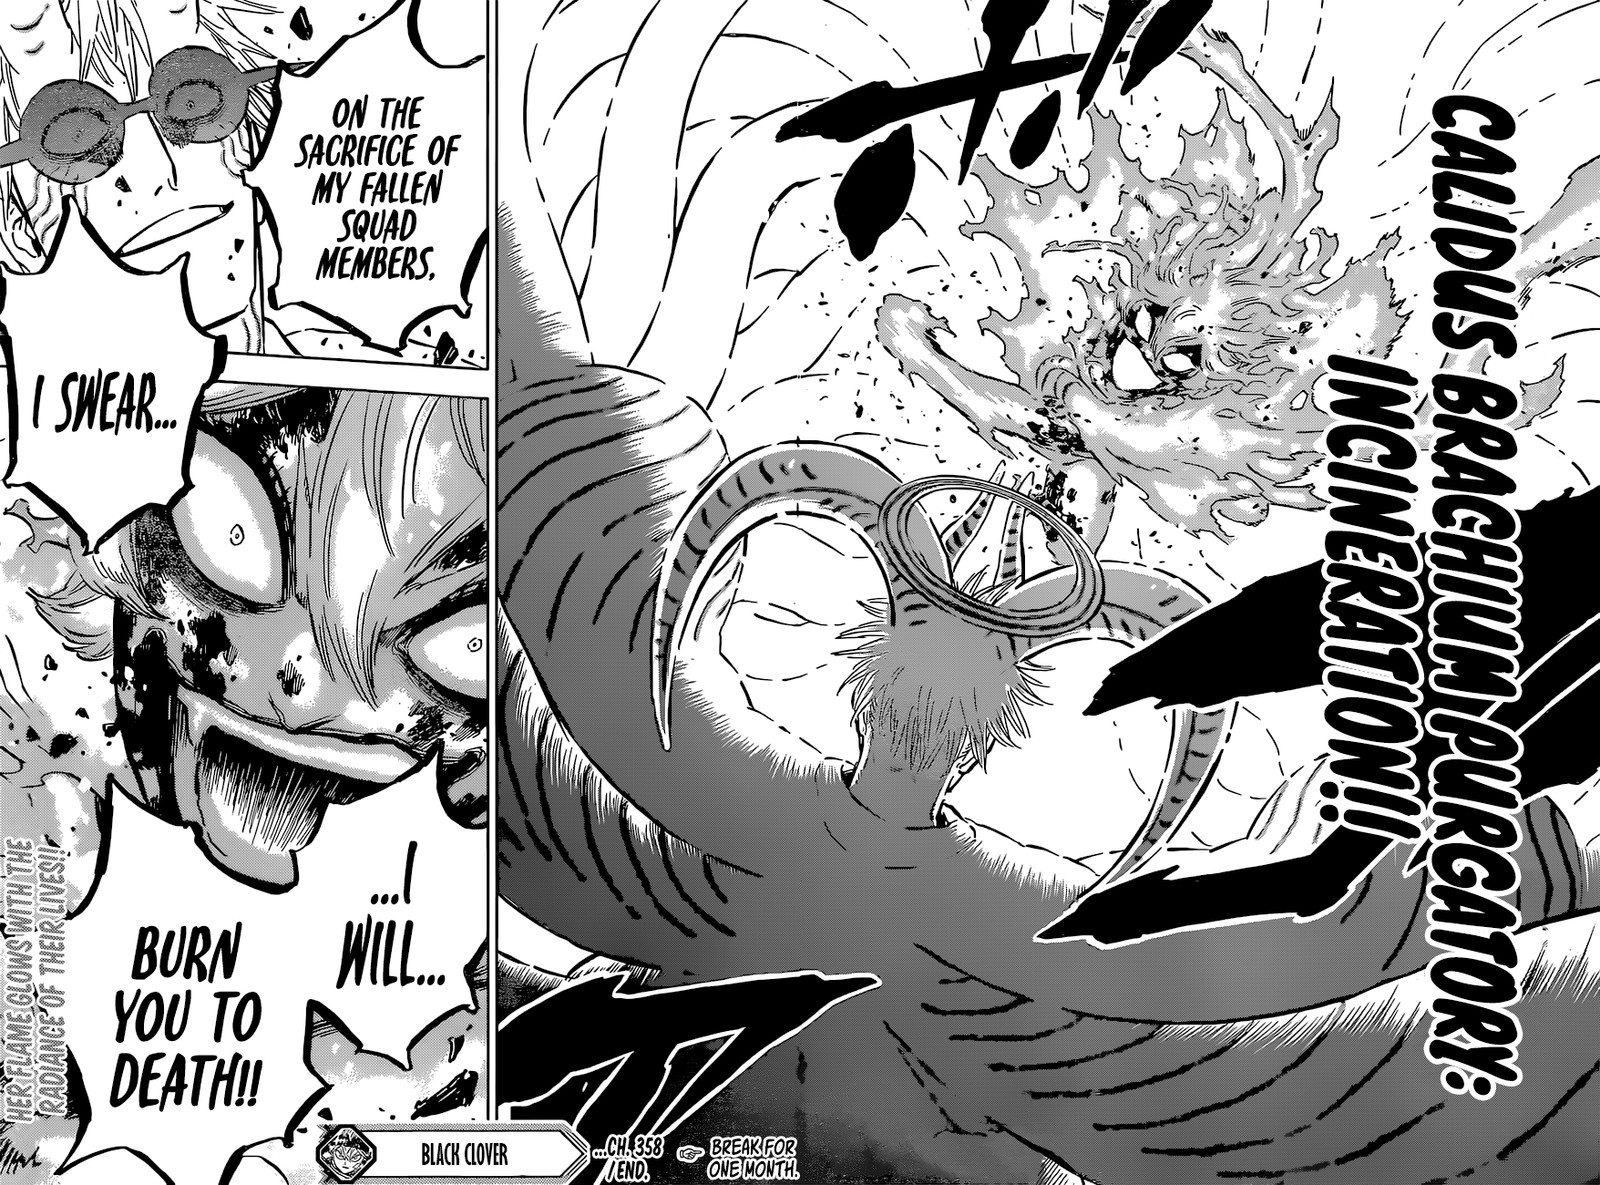 CALIDUS BRACHIUM PURGATORY:
INCINERATION!!
ON THE
SACRIFICE OF
MY FALLEN
SQUAD
MEMBERS,
I SWEAR...
...I
WILL...
BURN
YOU TO
DEATH!!
HER FLAME GLOWS WITH THE
RADIANCE OF THEIR LIVES!!
BLACK CLOVER
...CH. 358
/END.
☞ BREAK FOR
ONE MONTH.